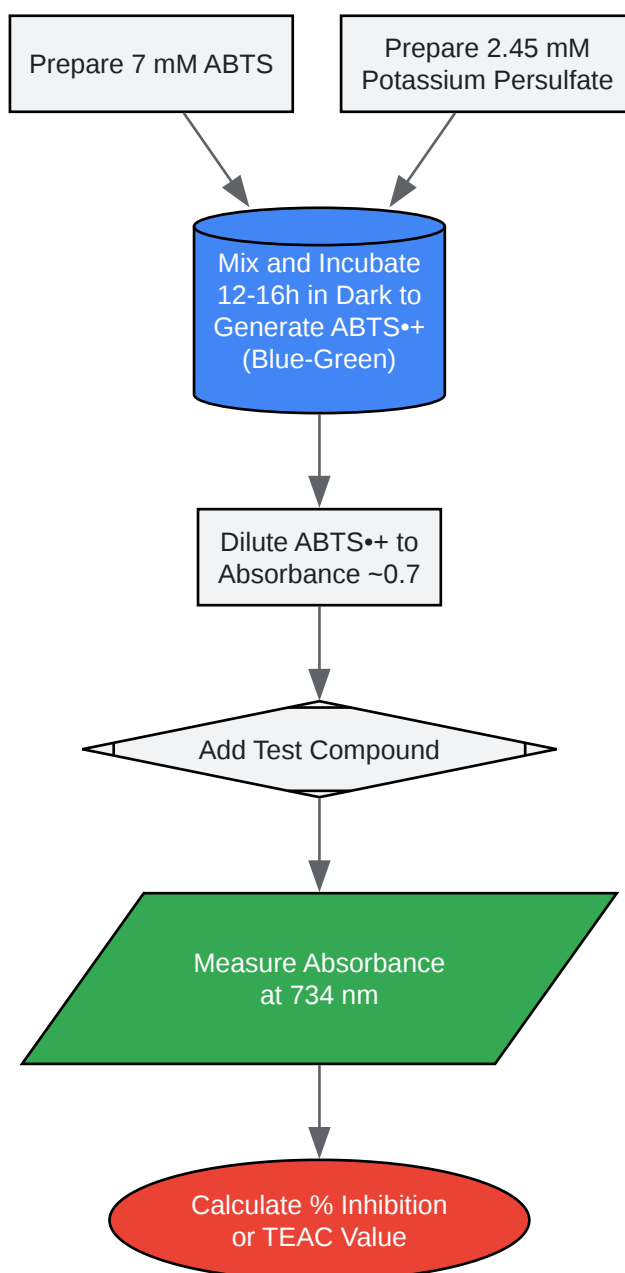 Prepare 7 mM ABTS
Prepare 2.45 mM
Potassium Persulfate
Mix and Incubate
12-16h in Dark to
Generate ABTS•+
(Blue-Green)
Dilute ABTS•+ to
Absorbance ~0.7
Add Test Compound
Measure Absorbance
at 734 nm
Calculate % Inhibition
or TEAC Value